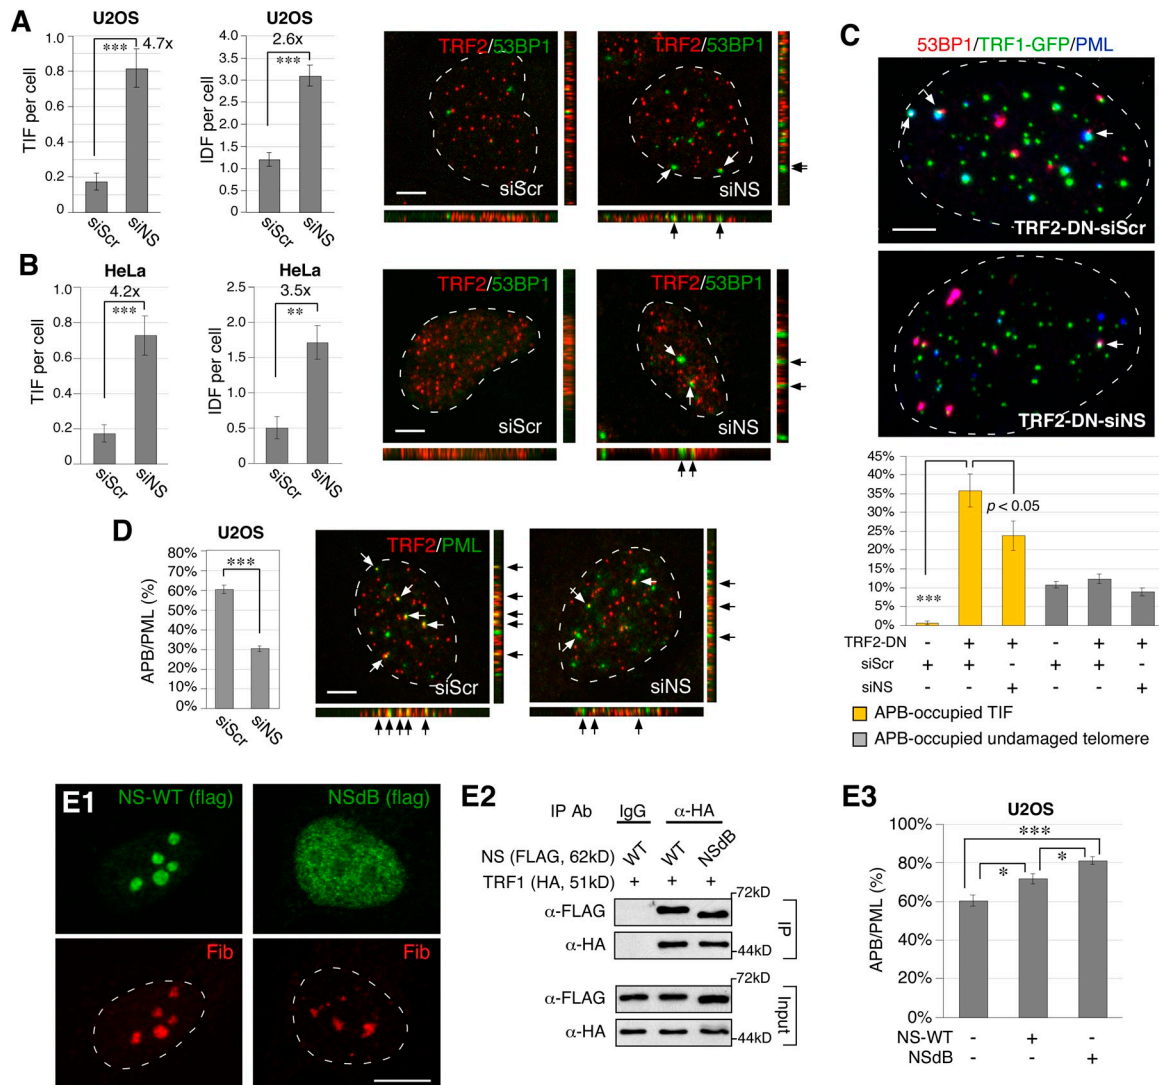 A
U2OS
TIF per cell
1.0
0.8
0.6
0.4
0.2
0
*** 4.7x
siScr
siNS
U2OS
IDF per cell
4.0
3.5
3.0
2.5
2.0
1.5
1.0
0.5
0
2.6x
***
siScr
siNS
TRF2/53BP1
siScr
TRF2/53BP1
siNS
B
HeLa
TIF per cell
1.0
0.8
0.6
0.4
0.2
0
4.2x
***
siScr
siNS
HeLa
IDF per cell
2.5
2.0
1.5
1.0
0.5
0
3.5x
**
siScr
siNS
TRF2/53BP1
siScr
TRF2/53BP1
siNS
C
53BP1/TRF1-GFP/PML
TRF2-DN-siScr
TRF2-DN-siNS
45%
40%
35%
30%
25%
20%
15%
10%
5%
0%
***
p < 0.05
TRF2-DN - + + - + +
siScr + + - + + -
siNS - - + - - +
APB-occupied TIF
APB-occupied undamaged telomere
D
U2OS
APB/PML (%)
80%
70%
60%
50%
40%
30%
20%
10%
0%
***
siScr
siNS
TRF2/PML
siScr
siNS
E1
NS-WT (flag)
NSdB (flag)
Fib
Fib
E2
IP Ab IgG α-HA
NS (FLAG, 62kD) WT WT NSdB
TRF1 (HA, 51kD) + + +
α-FLAG
72kD
α-HA
44kD
IP
α-FLAG
72kD
α-HA
44kD
Input
E3
U2OS
APB/PML (%)
100%
80%
60%
40%
20%
0%
***
*
*
NS-WT - + -
NSdB - - +